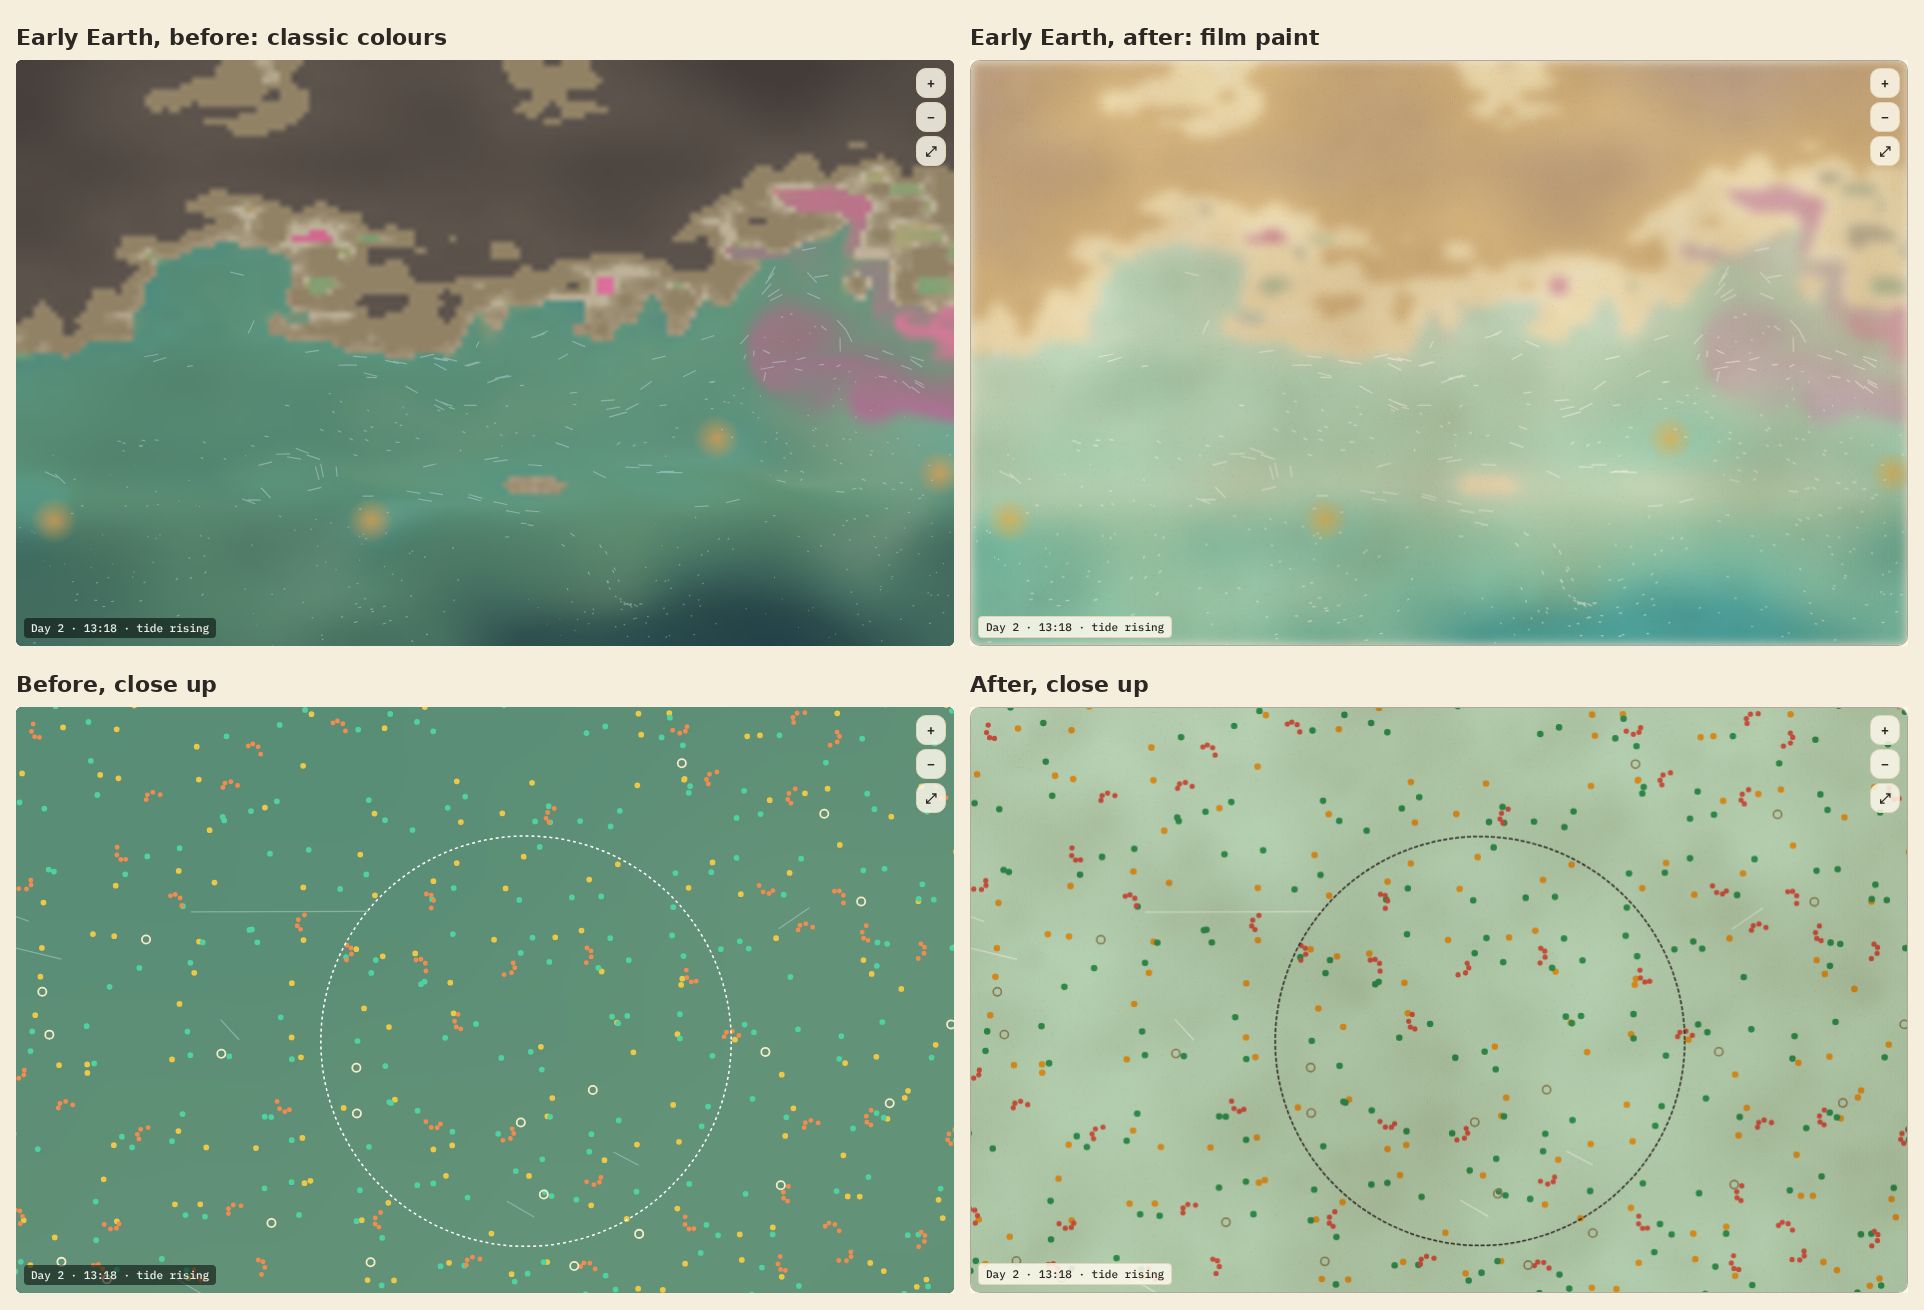 Early Earth, before: classic colours
Early Earth, after: film paint
+
−
⤢
+
−
⤢
Day 2 · 13:18 · tide rising
Day 2 · 13:18 · tide rising
Before, close up
After, close up
+
−
⤢
+
−
⤢
Day 2 · 13:18 · tide rising
Day 2 · 13:18 · tide rising